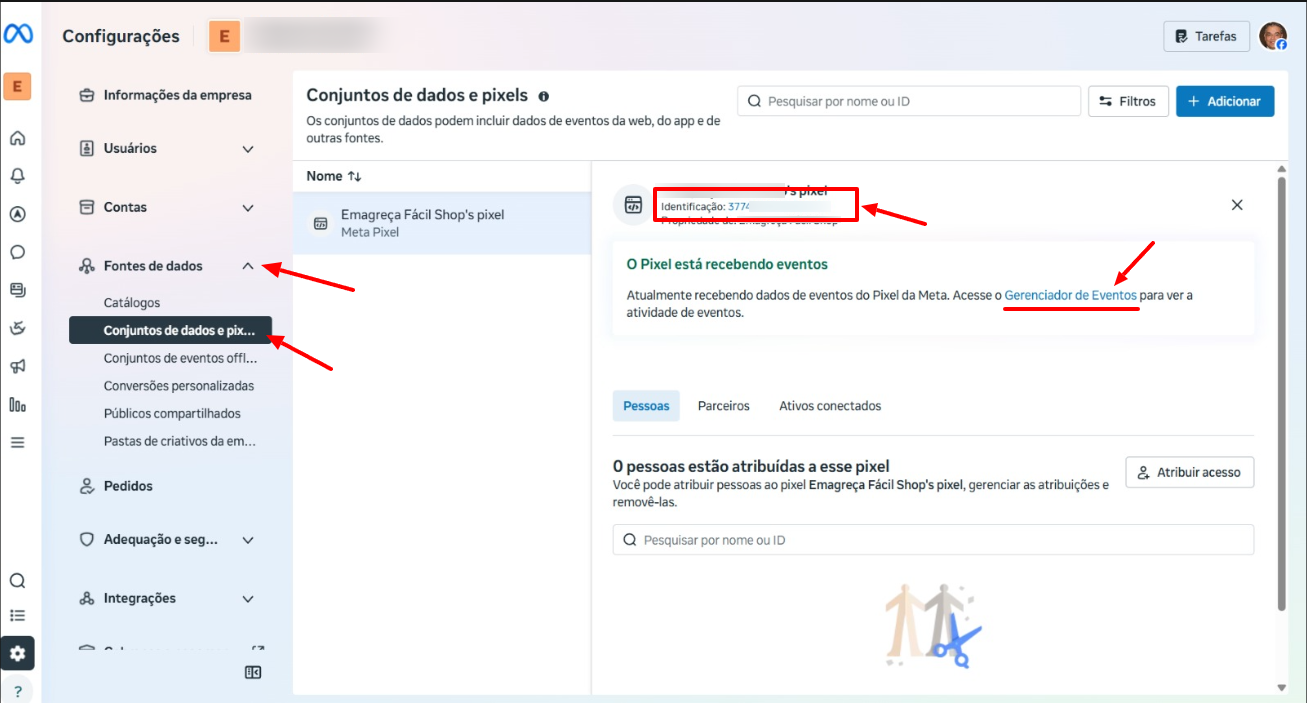 Configurações
E
Tarefas
E
Informações da empresa
Usuários
Contas
Fontes de dados
Catálogos
Conjuntos de dados e pix...
Conjuntos de eventos offl...
Conversões personalizadas
Públicos compartilhados
Pastas de criativos da em...
Pedidos
Adequação e seg...
Integrações
?
Conjuntos de dados e pixels
Os conjuntos de dados podem incluir dados de eventos da web, do app e de
outras fontes.
Pesquisar por nome ou ID
Filtros
+ Adicionar
Nome
Emagreça Fácil Shop's pixel
Meta Pixel
's pixel
Identificação: 3774
Propriedade de: Emagreça Fácil Shop
O Pixel está recebendo eventos
Atualmente recebendo dados de eventos do Pixel da Meta. Acesse o Gerenciador de Eventos para ver a
atividade de eventos.
Pessoas
Parceiros
Ativos conectados
0 pessoas estão atribuídas a esse pixel
Você pode atribuir pessoas ao pixel Emagreça Fácil Shop's pixel, gerenciar as atribuições e
removê-las.
Atribuir acesso
Pesquisar por nome ou ID